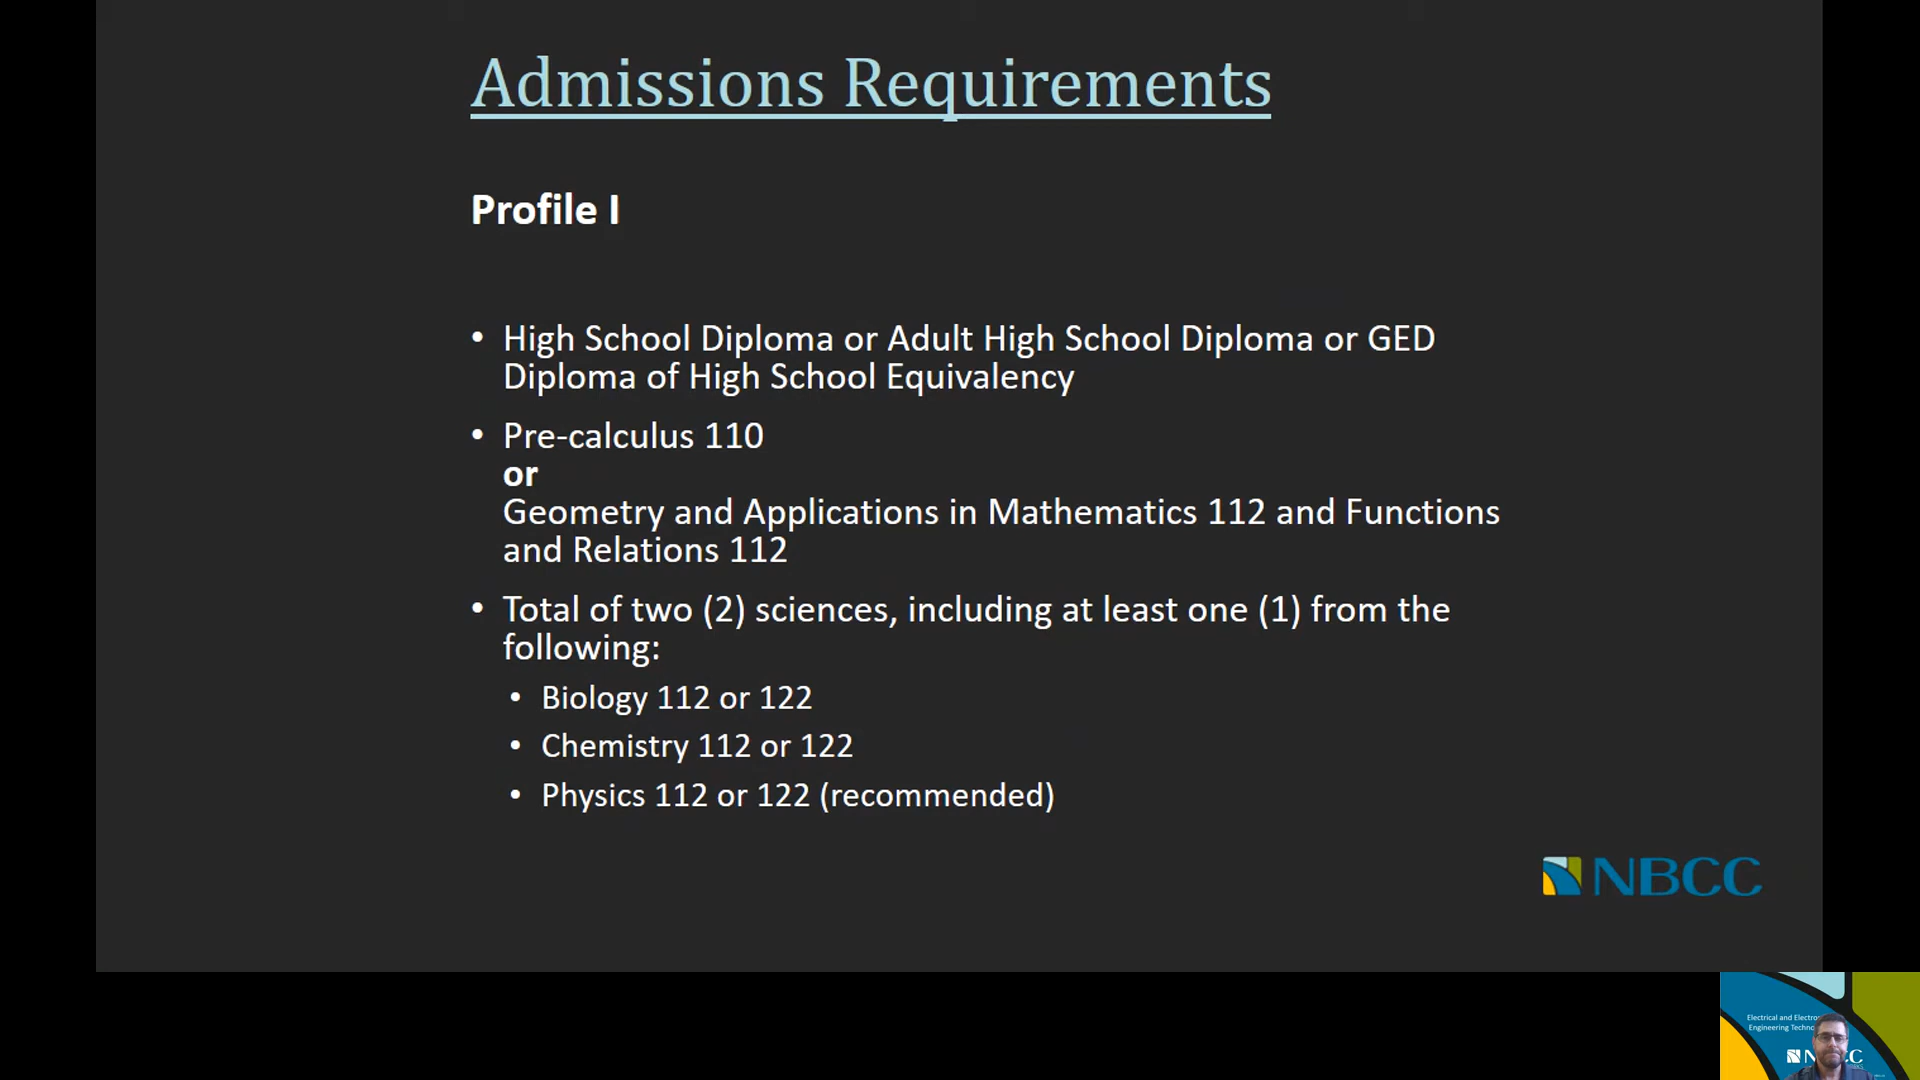 Admissions Requirements
Profile I
• High School Diploma or Adult High School Diploma or GED
Diploma of High School Equivalency
• Pre-calculus 110
or
Geometry and Applications in Mathematics 112 and Functions
and Relations 112
• Total of two (2) sciences, including at least one (1) from the
following:
• Biology 112 or 122
• Chemistry 112 or 122
• Physics 112 or 122 (recommended)
NBCC
Electrical and
Engineering